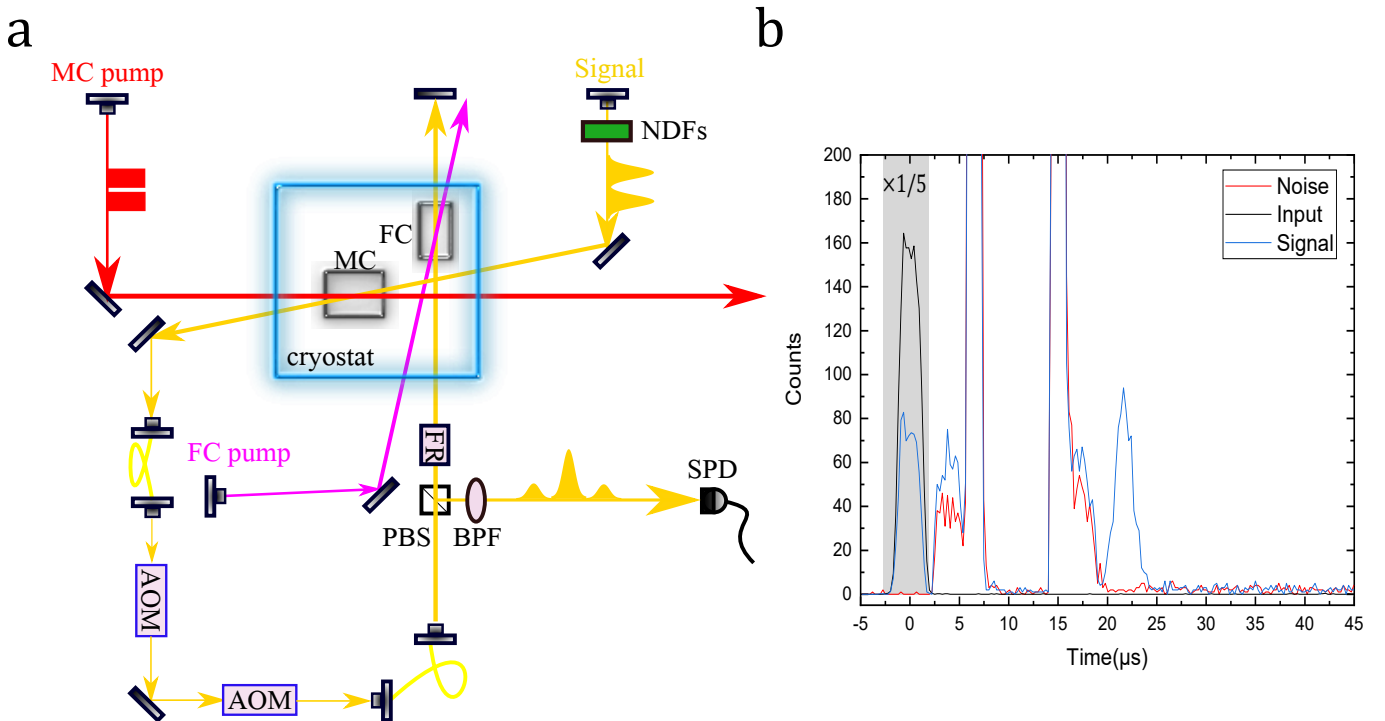 a
MC pump
Signal
NDFs
FC
MC
cryostat
FC pump
FR
PBS
BPF
SPD
AOM
AOM
b
×1/5
Noise
Input
Signal
Counts
200
180
160
140
120
100
80
60
40
20
0
-5 0 5 10 15 20 25 30 35 40 45
Time(μs)